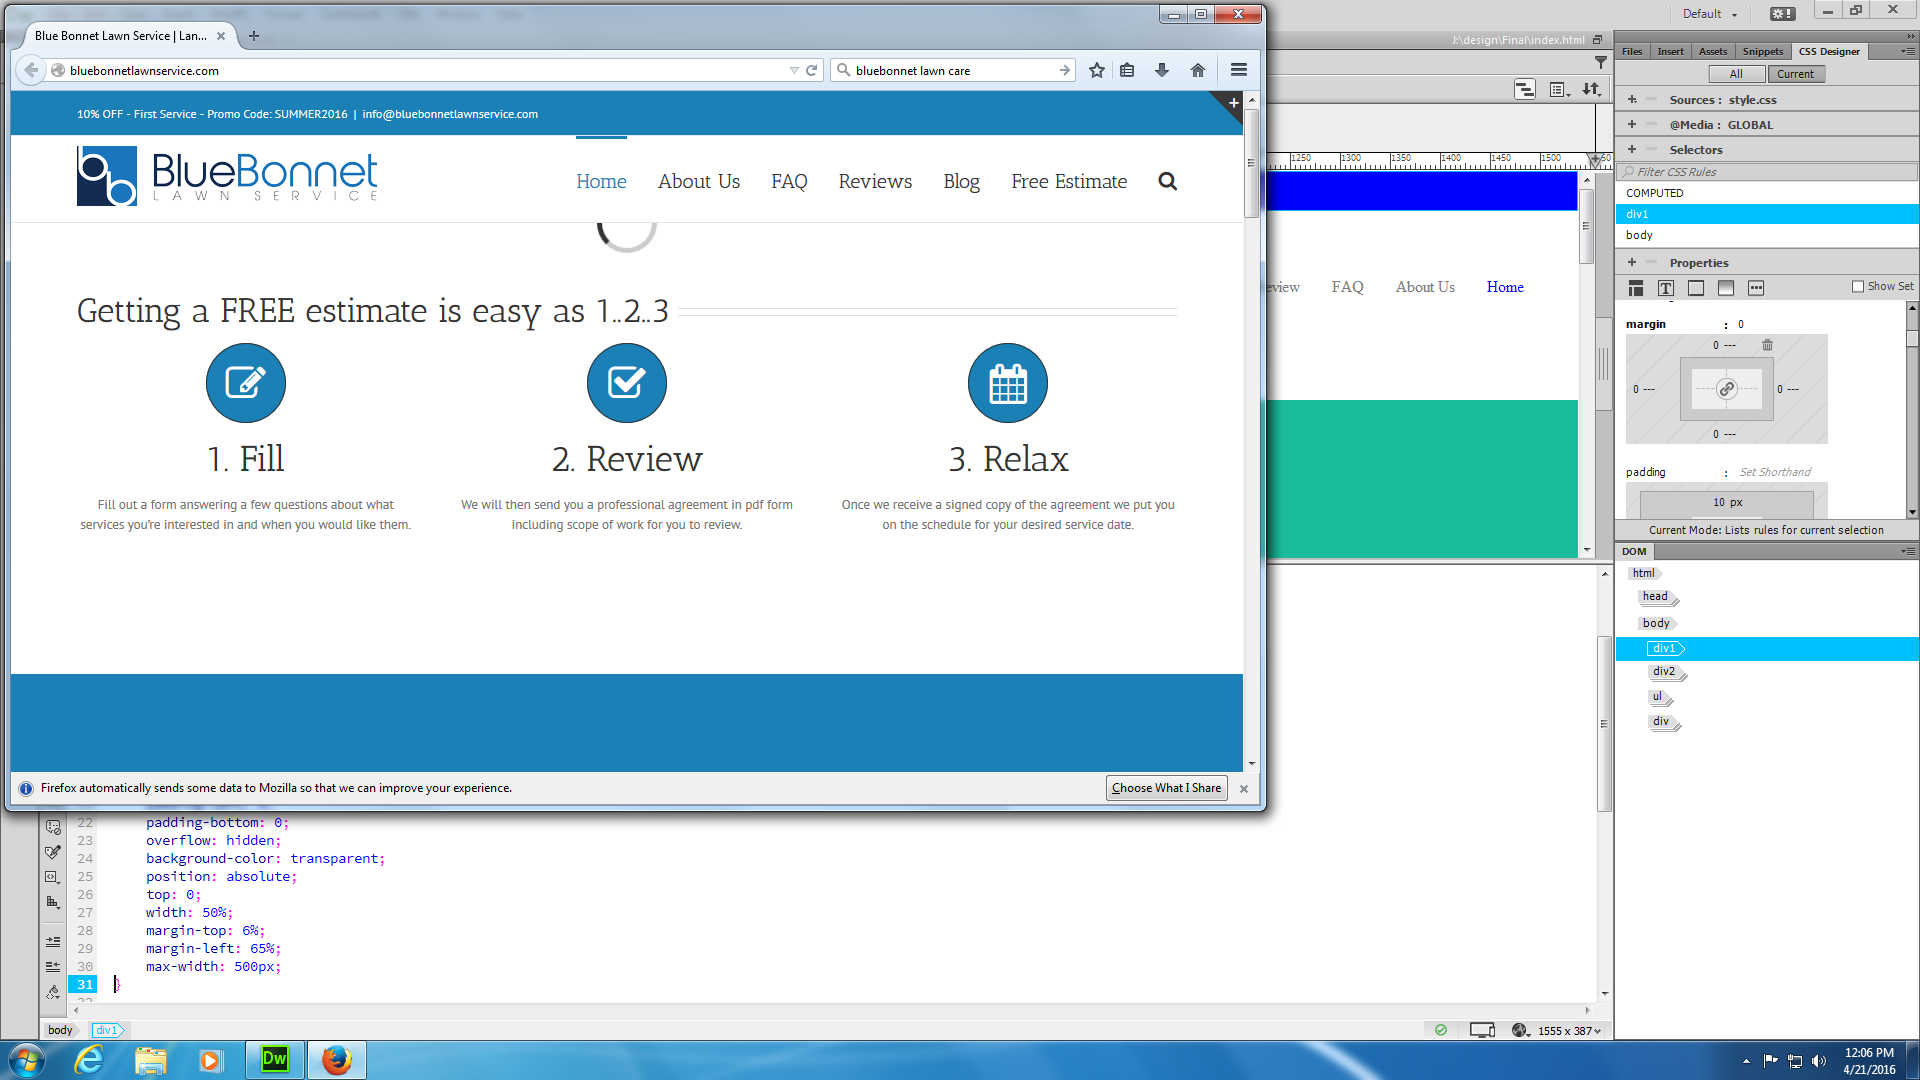 Blue Bonnet Lawn Service | Lan...
bluebonnetlawnservice.com
bluebonnet lawn care
10% OFF - First Service - Promo Code: SUMMER2016 | info@bluebonnetlawnservice.com
bb BlueBonnet
LAWN SERVICE
Home About Us FAQ Reviews Blog Free Estimate
Getting a FREE estimate is easy as 1..2..3
1. Fill
Fill out a form answering a few questions about what
services you're interested in and when you would like them.
2. Review
We will then send you a professional agreement in pdf form
including scope of work for you to review.
3. Relax
Once we receive a signed copy of the agreement we put you
on the schedule for your desired service date.
Firefox automatically sends some data to Mozilla so that we can improve your experience.
Choose What I Share
Default
J:\design\Final\index.html
1250 1300 1350 1400 1450 1500
FAQ About Us Home
Files Insert Assets Snippets CSS Designer
All Current
Sources : style.css
@Media : GLOBAL
Selectors
Filter CSS Rules
COMPUTED
div1
body
Properties
Show Set
margin : 0
0 ---
0 --- 0 ---
0 ---
padding : Set Shorthand
10 px
Current Mode: Lists rules for current selection
DOM
html
head
body
div1
div2
ul
div
22 padding-bottom: 0;
23 overflow: hidden;
24 background-color: transparent;
25 position: absolute;
26 top: 0;
27 width: 50%;
28 margin-top: 6%;
29 margin-left: 65%;
30 max-width: 500px;
31 }
body div1
1555 x 387
Dw
12:06 PM
4/21/2016